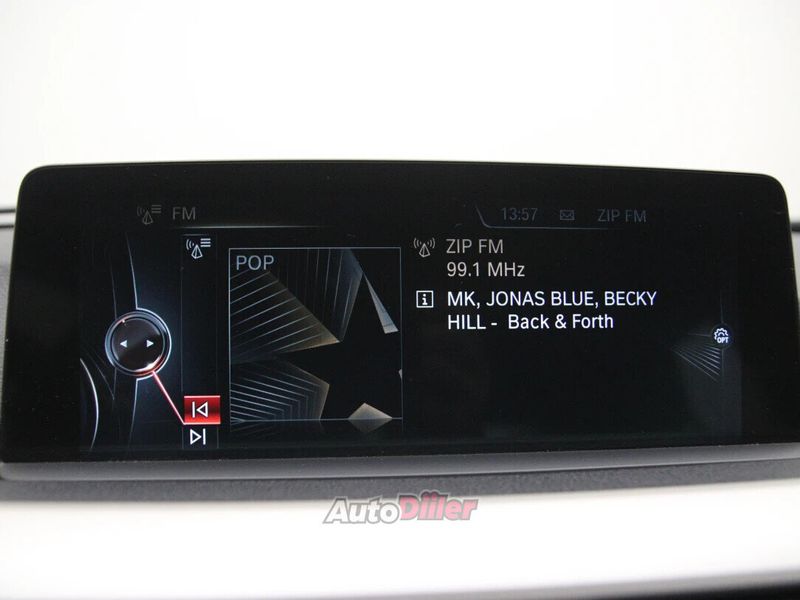 FM
13:57 ZIP FM
POP
ZIP FM
99.1 MHz
MK, JONAS BLUE, BECKY
HILL - Back & Forth
OPT
AutoDiiler